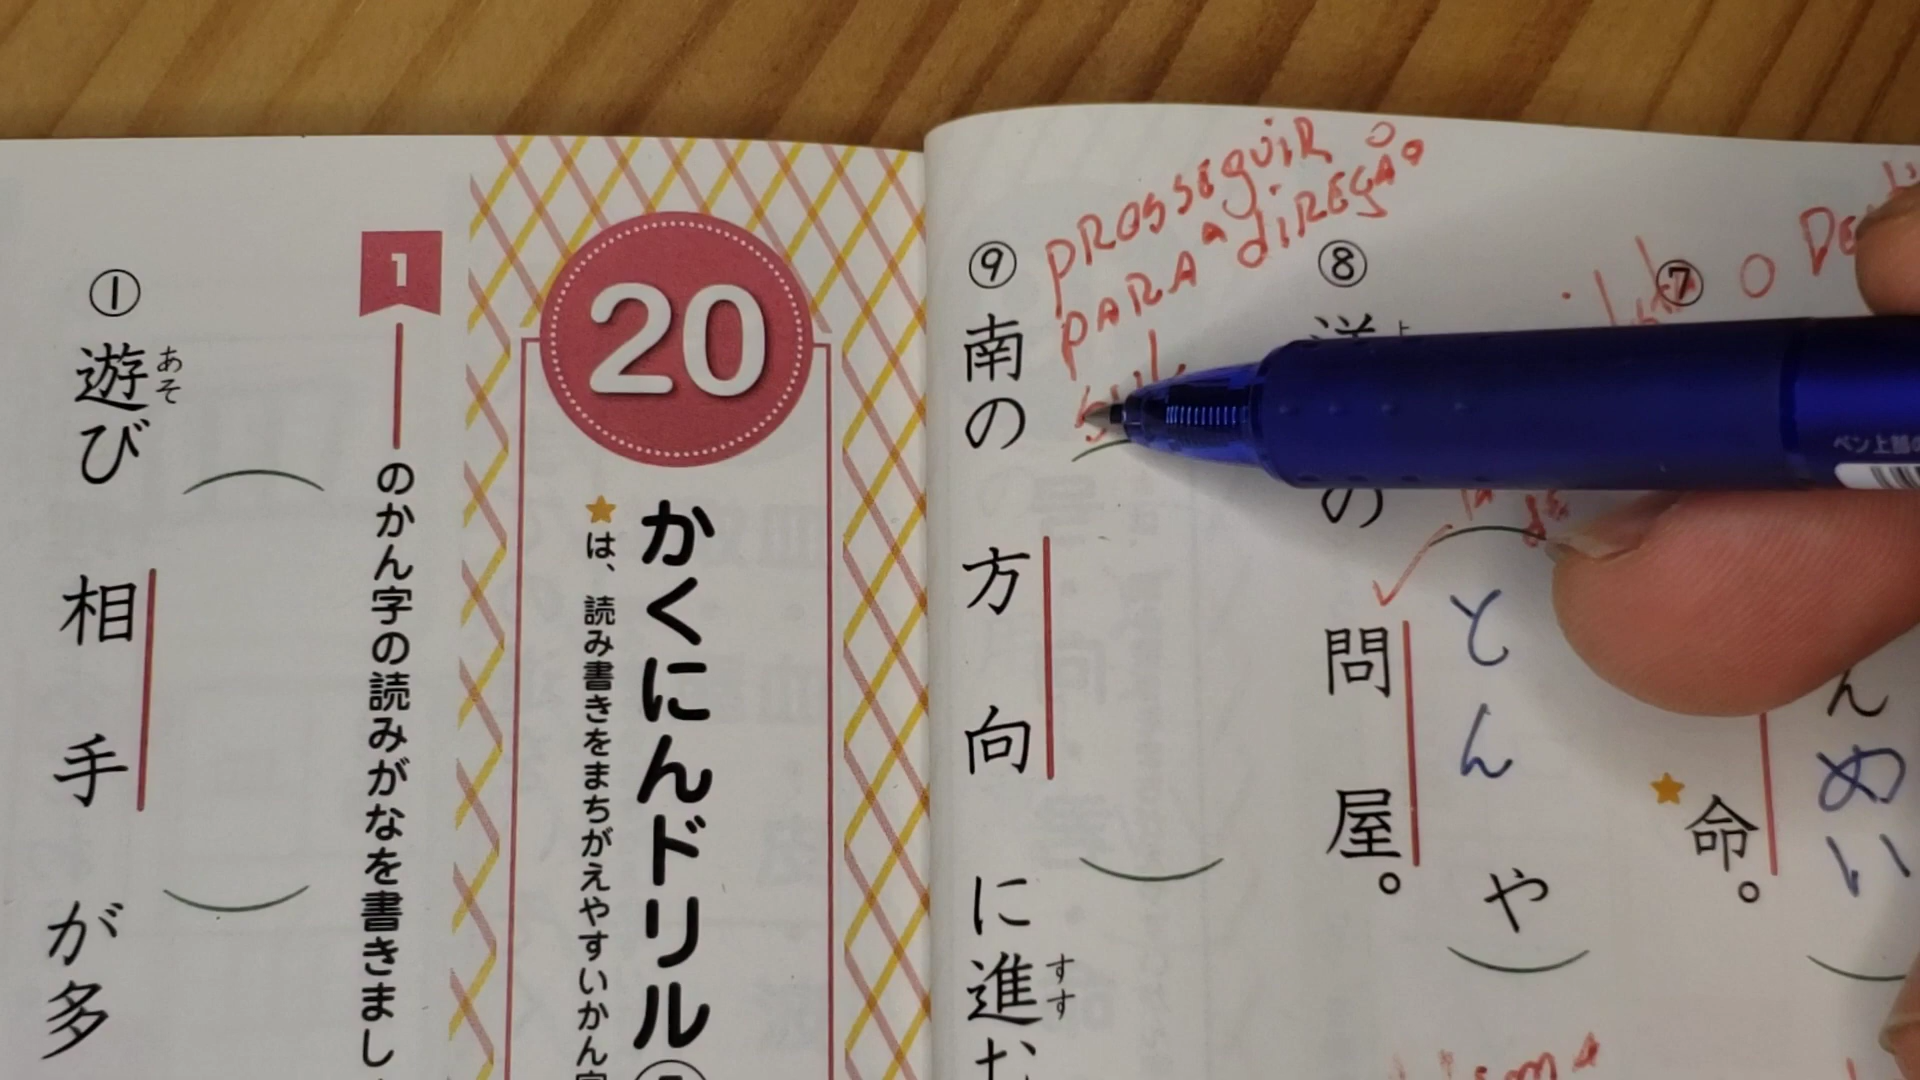 ⑦
命。
んめい
⑧
の
問屋。
とんや
PROSSEGUIR
PARA a direção
sul
⑨
南の方向に進む
すす
20
かくにんドリル
★は、読み書きをまちがえやすいかん字
1
のかん字の読みがなを書きまし
①
遊び相手が多
あそ